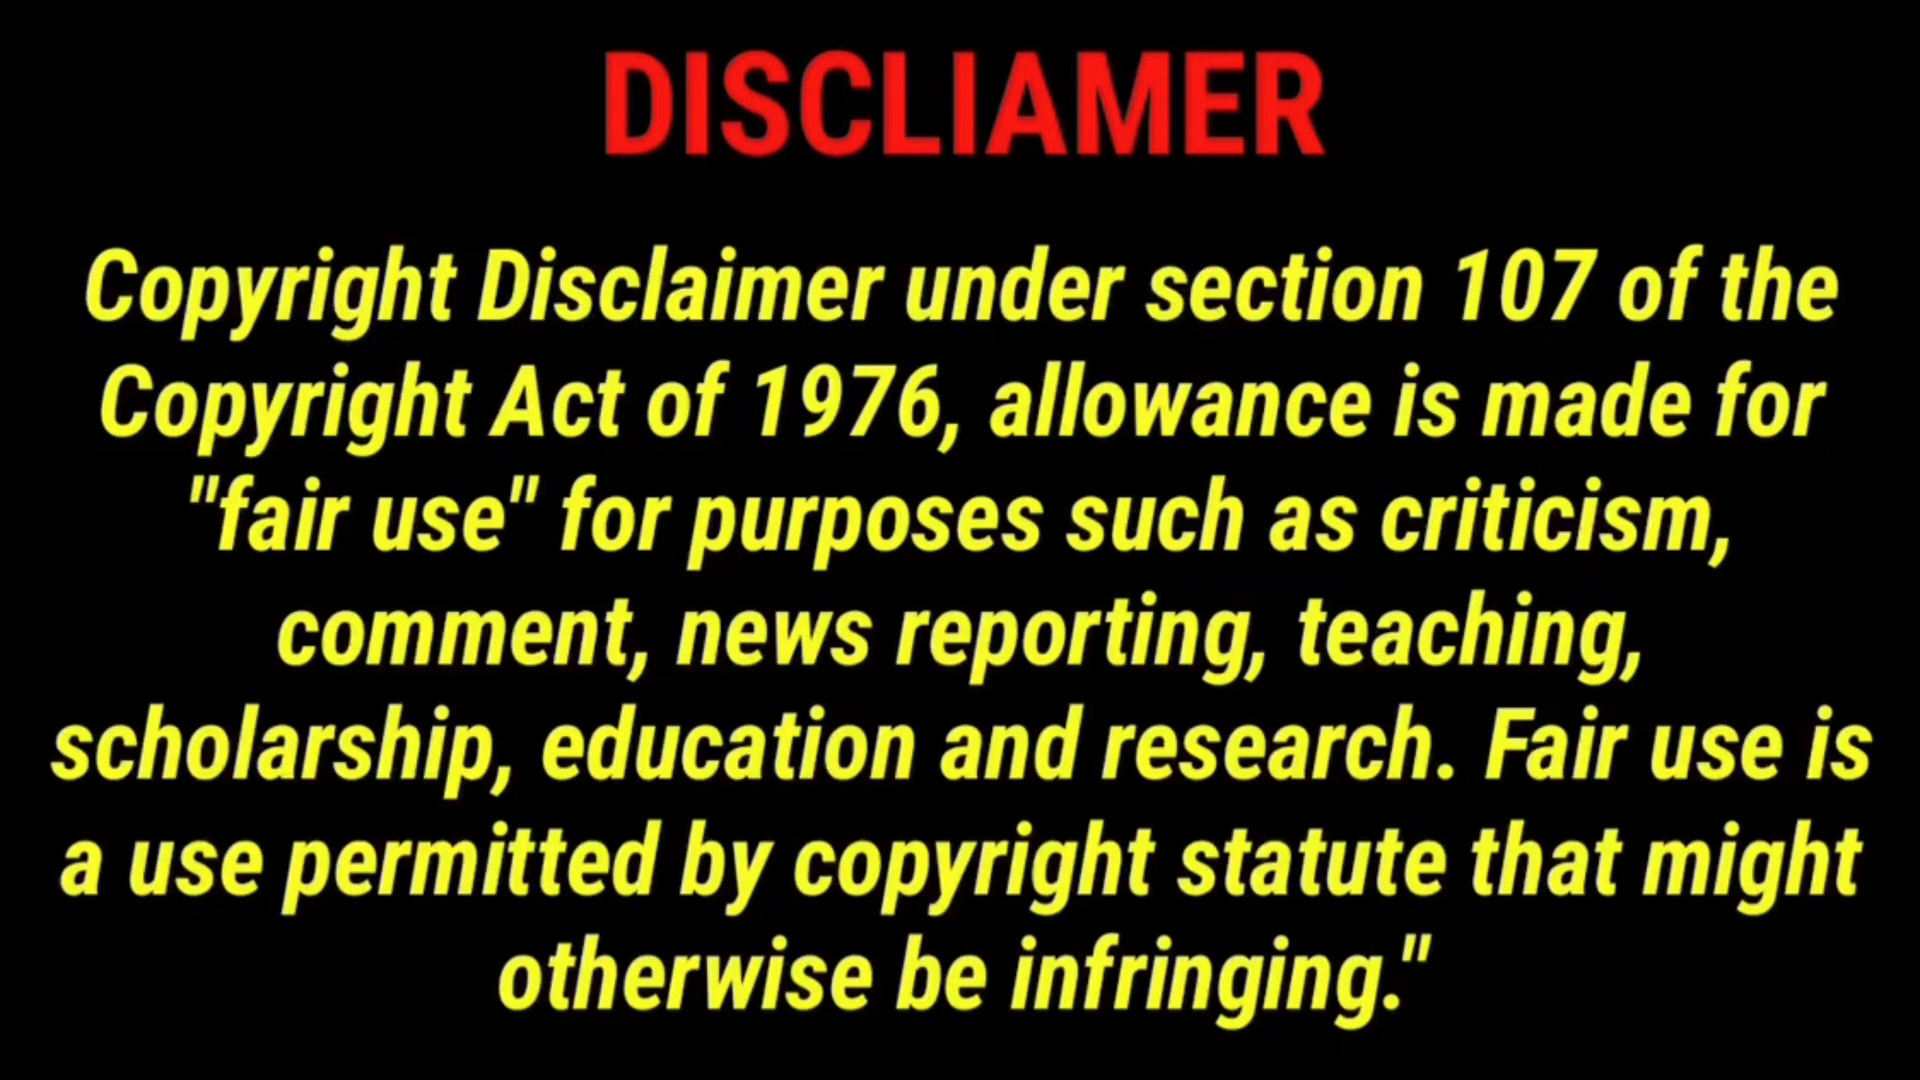 DISCLIAMER
Copyright Disclaimer under section 107 of the
Copyright Act of 1976, allowance is made for
"fair use" for purposes such as criticism,
comment, news reporting, teaching,
scholarship, education and research. Fair use is
a use permitted by copyright statute that might
otherwise be infringing."